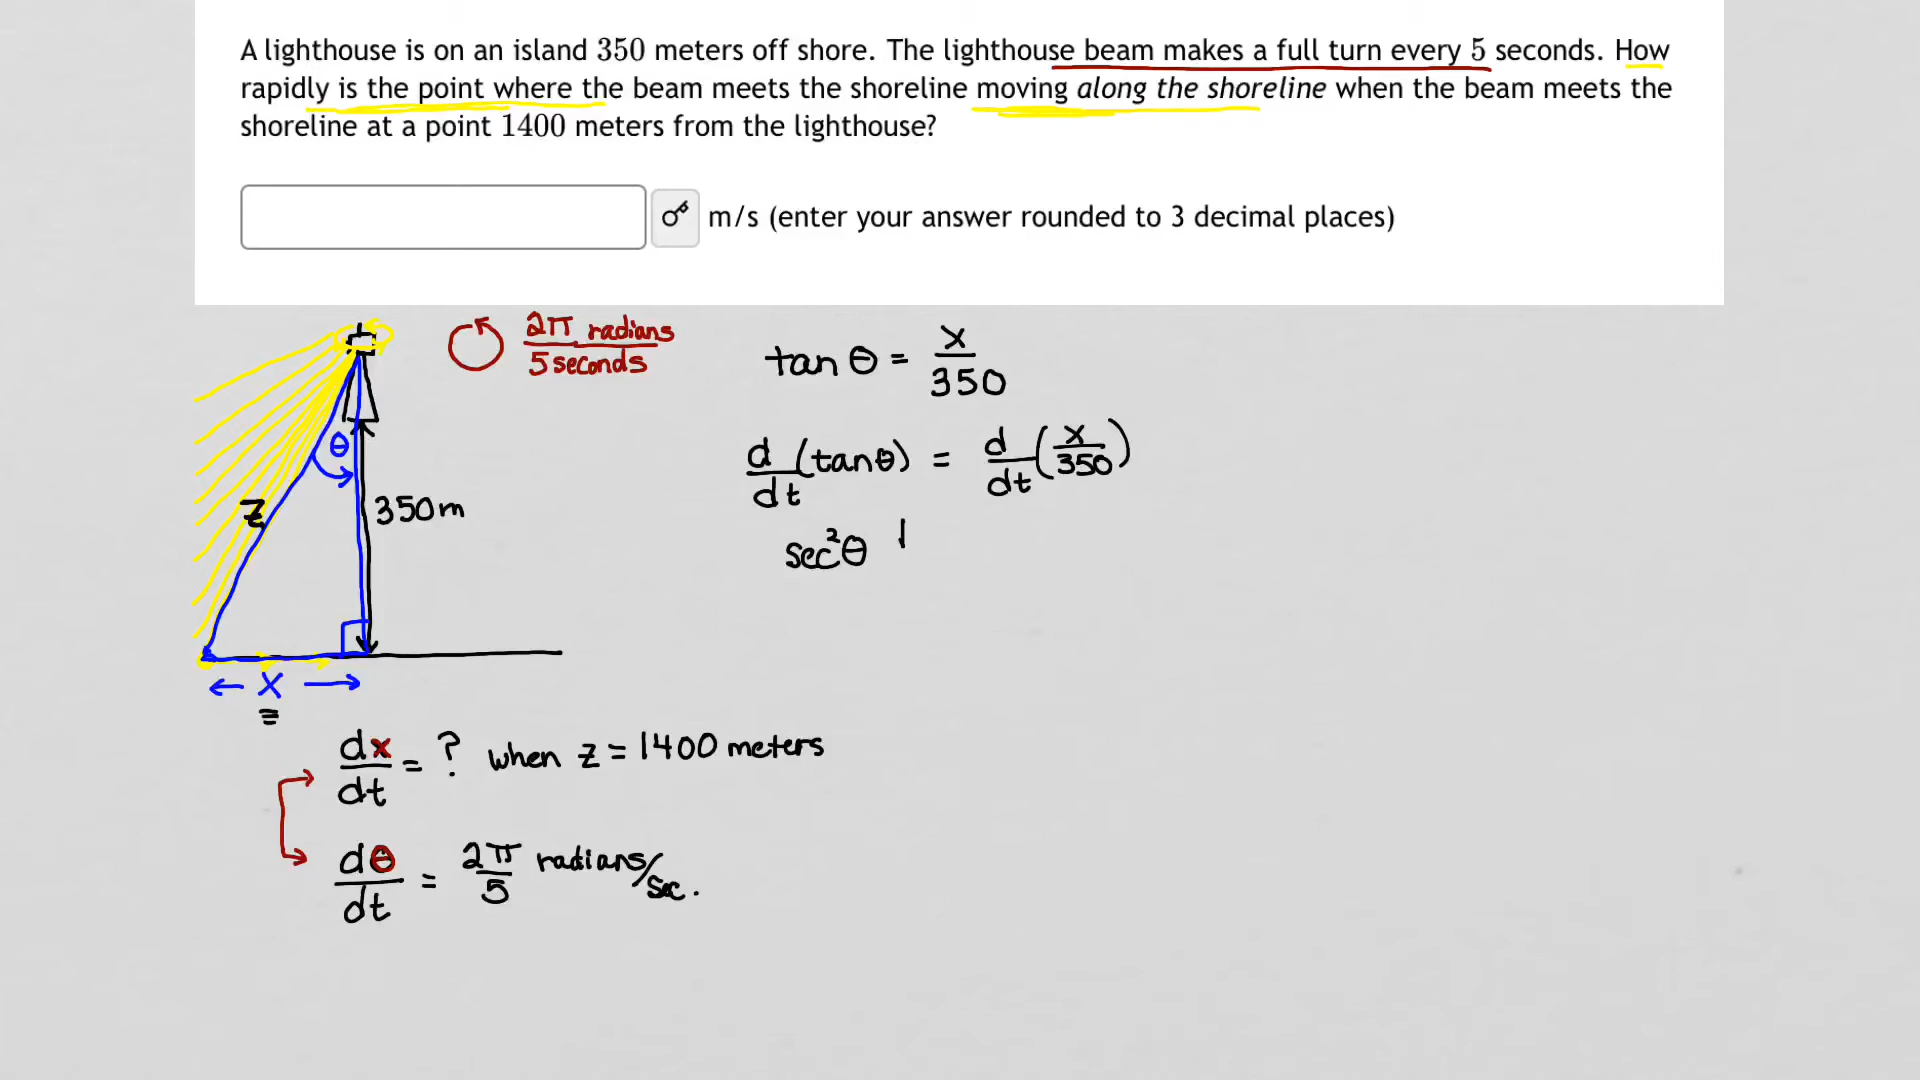 A lighthouse is on an island 350 meters off shore. The lighthouse beam makes a full turn every 5 seconds. How
rapidly is the point where the beam meets the shoreline moving along the shoreline when the beam meets the
shoreline at a point 1400 meters from the lighthouse?
m/s (enter your answer rounded to 3 decimal places)
2π radians
5 seconds
tan θ = x/350
d/dt (tan θ) = d/dt (x/350)
θ
z
350m
sec²θ
x
=
dx/dt = ? when z = 1400 meters
dθ/dt = 2π/5 radians/sec.